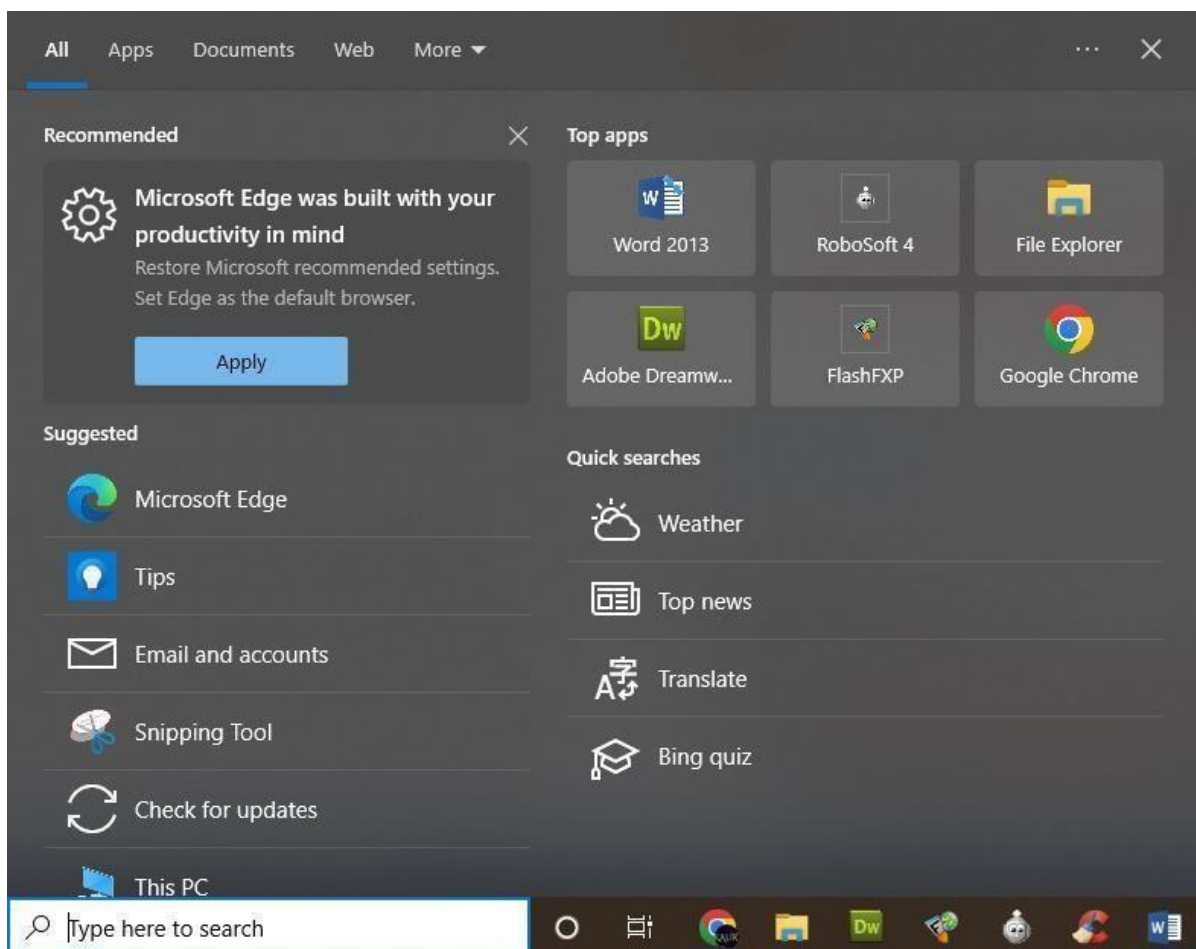 All Apps Documents Web More
Recommended
Microsoft Edge was built with your
productivity in mind
Restore Microsoft recommended settings.
Set Edge as the default browser.
Apply
Suggested
Microsoft Edge
Tips
Email and accounts
Snipping Tool
Check for updates
This PC
Top apps
Word 2013 RoboSoft 4 File Explorer
Dw
Adobe Dreamw... FlashFXP Google Chrome
Quick searches
Weather
Top news
Translate
Bing quiz
Type here to search
Dw